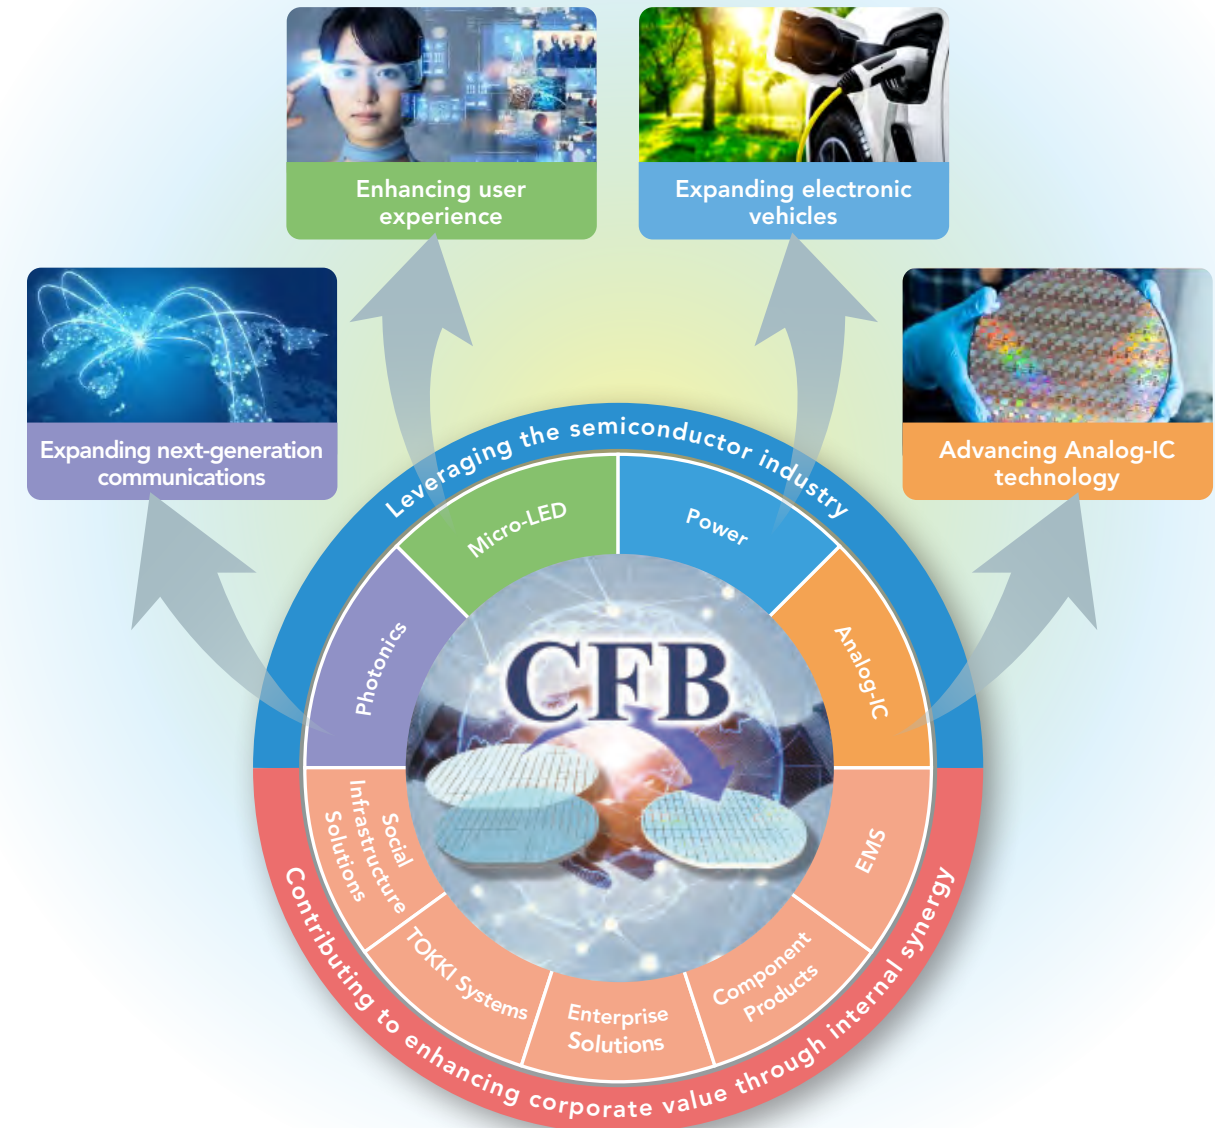 Enhancing user
experience
Expanding electronic
vehicles
Expanding next-generation
communications
Advancing Analog-IC
technology
Leveraging the semiconductor industry
Micro-LED
Power
Photonics
Analog-IC
CFB
Social
Infrastructure
Solutions
EMS
TOKKI Systems
Component
Products
Enterprise
Solutions
Contributing to enhancing corporate value through internal synergy